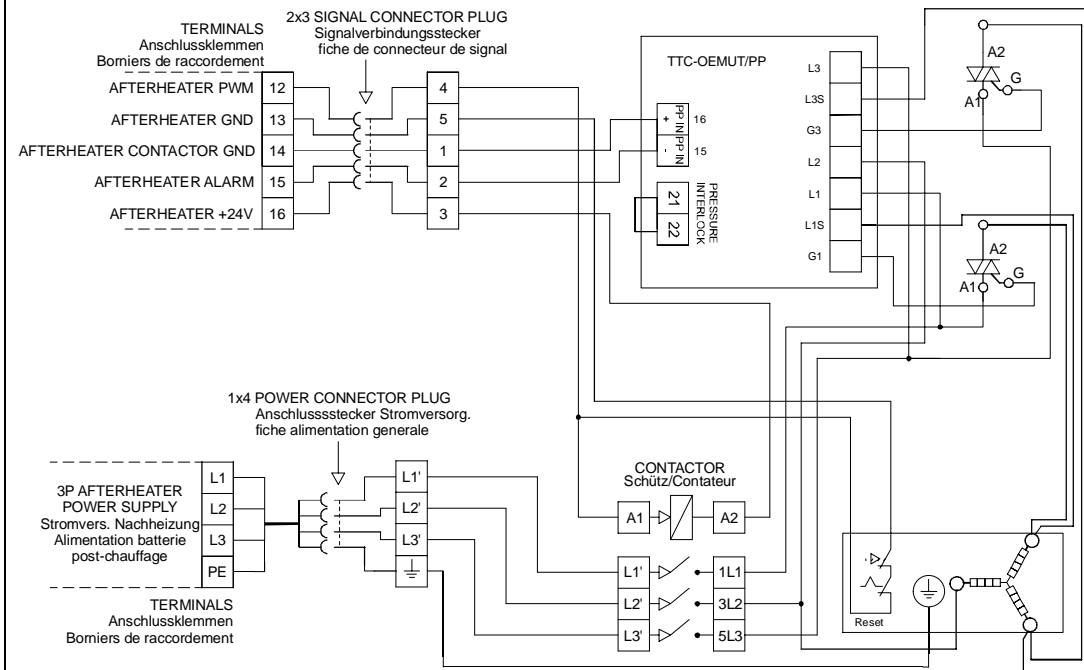 2x3 SIGNAL CONNECTOR PLUG
Signalverbindungsstecker
fiche de connecteur de signal
TERMINALS
Anschlussklemmen
Borniers de raccordement
AFTERHEATER PWM 12
AFTERHEATER GND 13
AFTERHEATER CONTACTOR GND 14
AFTERHEATER ALARM 15
AFTERHEATER +24V 16
4
5
1
2
3
TTC-OEMUT/PP
+ PP IN 16
- PP IN 15
21
22
PRESSURE
INTERLOCK
L3
L3S
G3
L2
L1
L1S
G1
A2
G
A1
A2
G
A1
1x4 POWER CONNECTOR PLUG
Anschlusssstecker Stromversorg.
fiche alimentation generale
3P AFTERHEATER
POWER SUPPLY
Stromvers. Nachheizung
Alimentation batterie
post-chauffage
L1
L2
L3
PE
TERMINALS
Anschlussklemmen
Borniers de raccordement
L1'
L2'
L3'
CONTACTOR
Schütz/Contateur
A1 A2
L1' 1L1
L2' 3L2
L3' 5L3
Reset